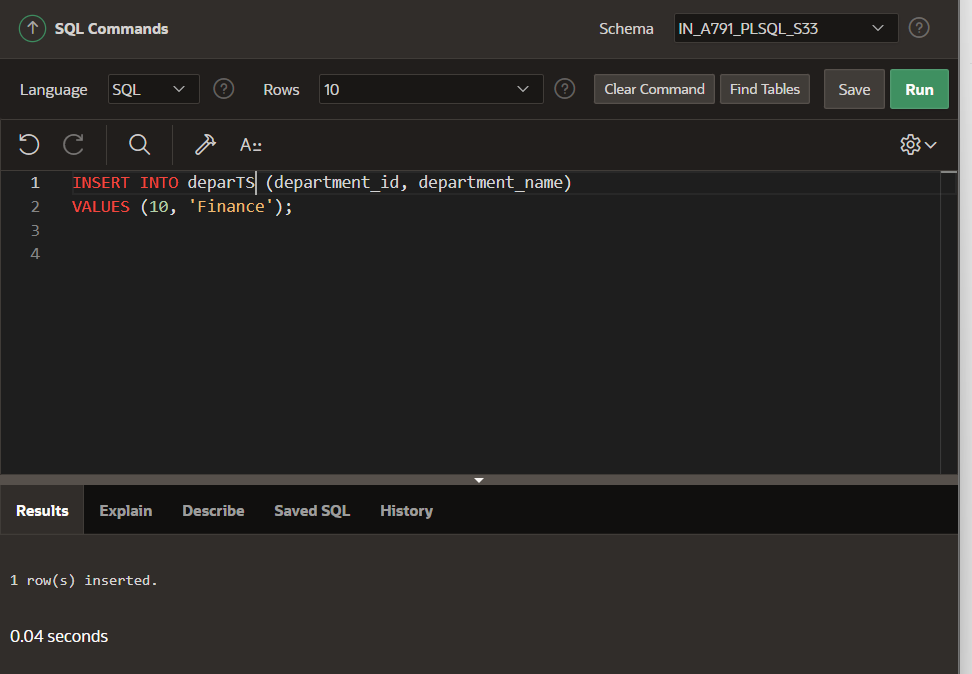 SQL Commands
Schema IN_A791_PLSQL_S33 ?
Language SQL ? Rows 10 ? Clear Command Find Tables Save Run
A::
1 INSERT INTO deparTS (department_id, department_name)
2 VALUES (10, 'Finance');
3
4
Results Explain Describe Saved SQL History
1 row(s) inserted.
0.04 seconds